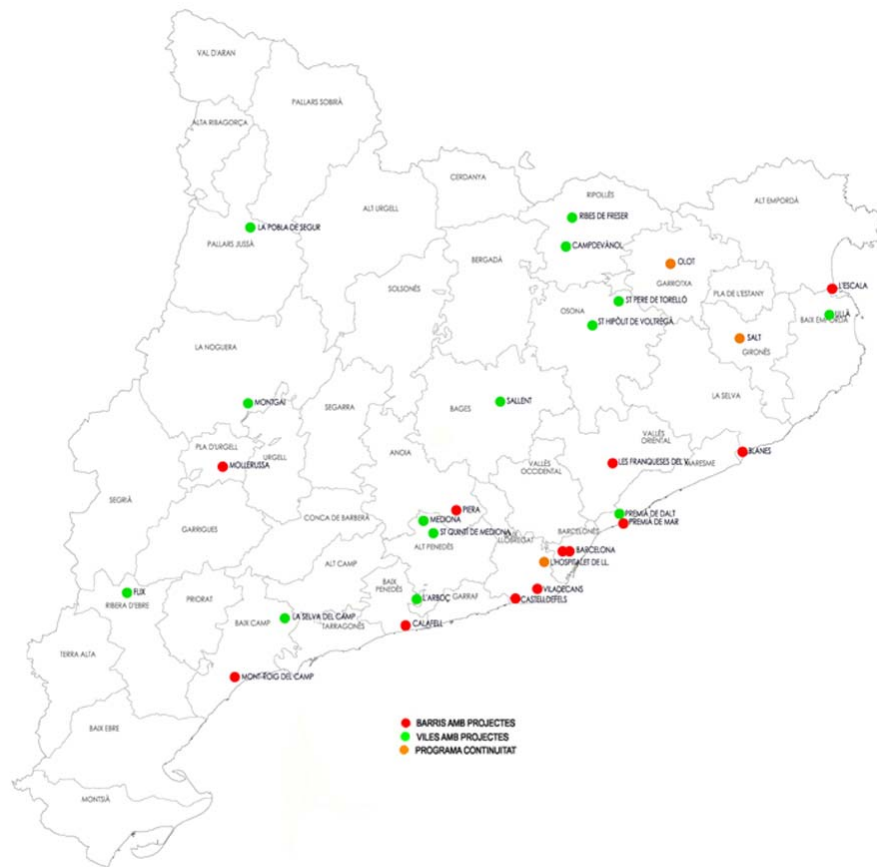 VAL D'ARAN
PALLARS SOBIRÀ
ALTA RIBAGORÇA
CERDANYA
RIPOLLÈS
ALT URGELL
ALT EMPORDÀ
RIBES DE FRESER
LA POBLA DE SEGUR
PALLARS JUSSÀ
CAMPDEVÀNOL
BERGADÀ
OLOT
GARROTXA
SOLSONÈS
L'ESCALA
PLA DE L'ESTANY
ST PERE DE TORELLÓ
OSONA
ULLÀ
BAIX EMPORDÀ
ST HIPÒLIT DE VOLTREGÀ
SALT
GIRONÈS
LA NOGUERA
LA SELVA
MONTGAI
SEGARRA
BAGES
SALLENT
VALLÈS
ORIENTAL
PLA D'URGELL
URGELL
ANOIA
BLANES
MOLLERUSSA
VALLÈS
OCCIDENTAL
LES FRANQUESES DEL V.
MARESME
SEGRIÀ
PIERA
PREMIÀ DE DALT
PREMIÀ DE MAR
CONCA DE BARBERÀ
MEDIONA
GARRIGUES
ST QUINTÍ DE MEDIONA
BARCELONÈS
BAIX
LLOBREGAT
ALT PENEDÈS
BARCELONA
L'HOSPITALET DE LL.
ALT CAMP
BAIX
PENEDÈS
VILADECANS
FLIX
RIBERA D'EBRE
PRIORAT
L'ARBOÇ
GARRAF
CASTELLDEFELS
BAIX CAMP
LA SELVA DEL CAMP
TARRAGONÈS
CALAFELL
TERRA ALTA
MONT-ROIG DEL CAMP
BAIX EBRE
MONTSIÀ
BARRIS AMB PROJECTES
VILES AMB PROJECTES
PROGRAMA CONTINUITAT